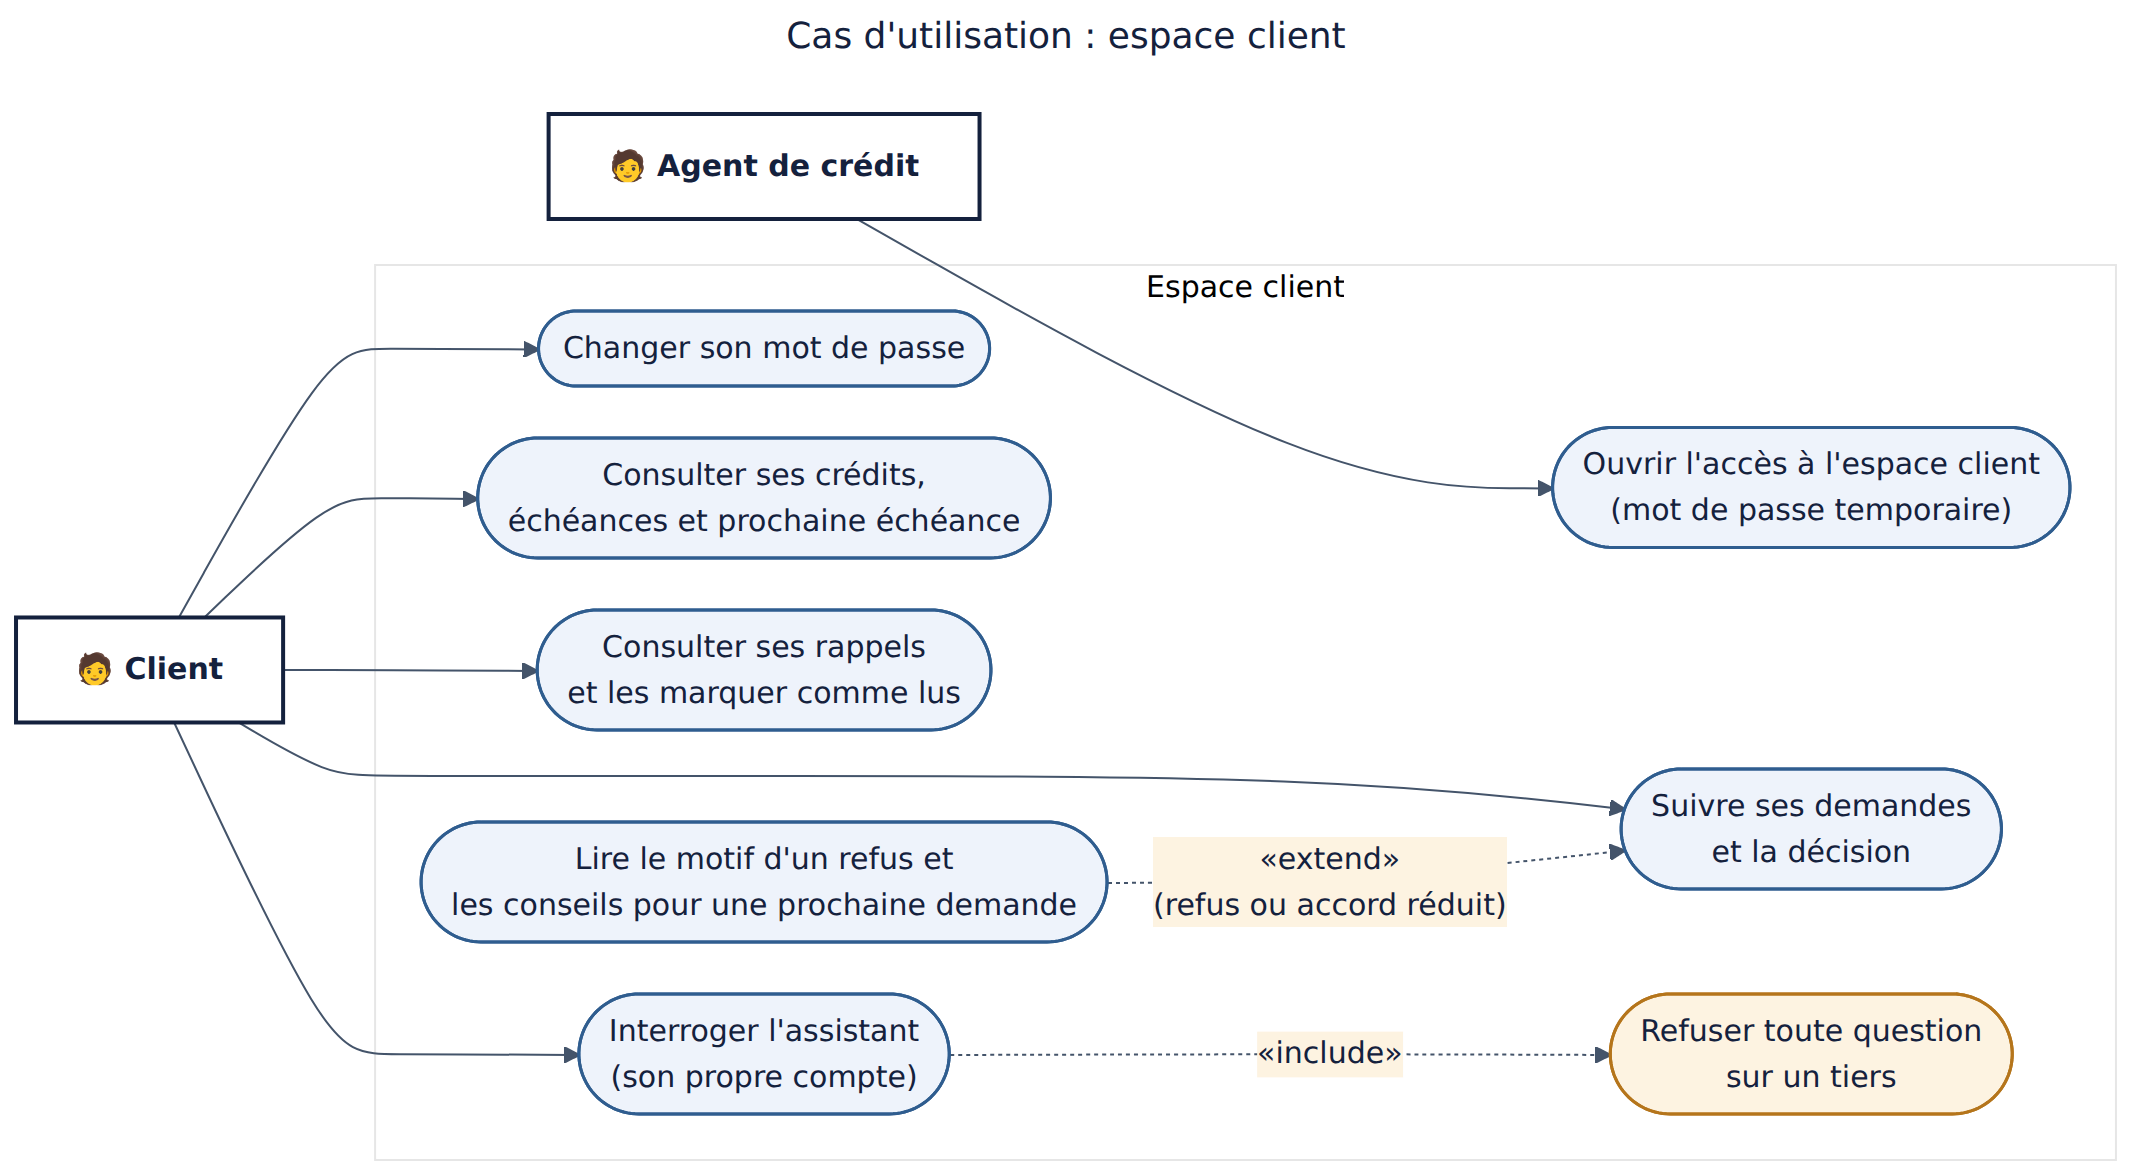 Cas d'utilisation : espace client
🧑 Agent de crédit
Espace client
Changer son mot de passe
Consulter ses crédits,
échéances et prochaine échéance
Ouvrir l'accès à l'espace client
(mot de passe temporaire)
🧑 Client
Consulter ses rappels
et les marquer comme lus
Suivre ses demandes
et la décision
Lire le motif d'un refus et
les conseils pour une prochaine demande
«extend»
(refus ou accord réduit)
Interroger l'assistant
(son propre compte)
«include»
Refuser toute question
sur un tiers